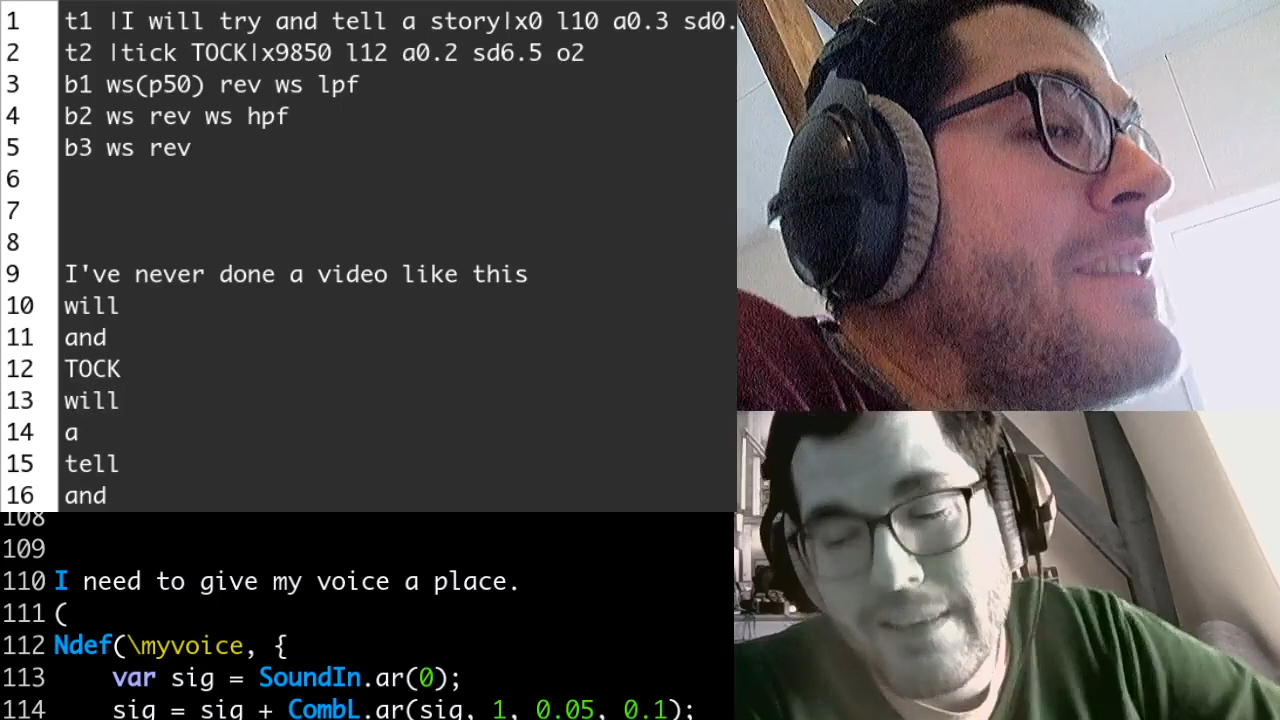 1 t1 |I will try and tell a story|x0 l10 a0.3 sd0.
2 t2 |tick TOCK|x9850 l12 a0.2 sd6.5 o2
3 b1 ws(p50) rev ws lpf
4 b2 ws rev ws hpf
5 b3 ws rev
6
7
8
9 I've never done a video like this
10 will
11 and
12 TOCK
13 will
14 a
15 tell
16 and
108
109
110 I need to give my voice a place.
111 (
112 Ndef(\myvoice, {
113 var sig = SoundIn.ar(0);
114 sig = sig + CombL.ar(sig, 1, 0.05, 0.1);